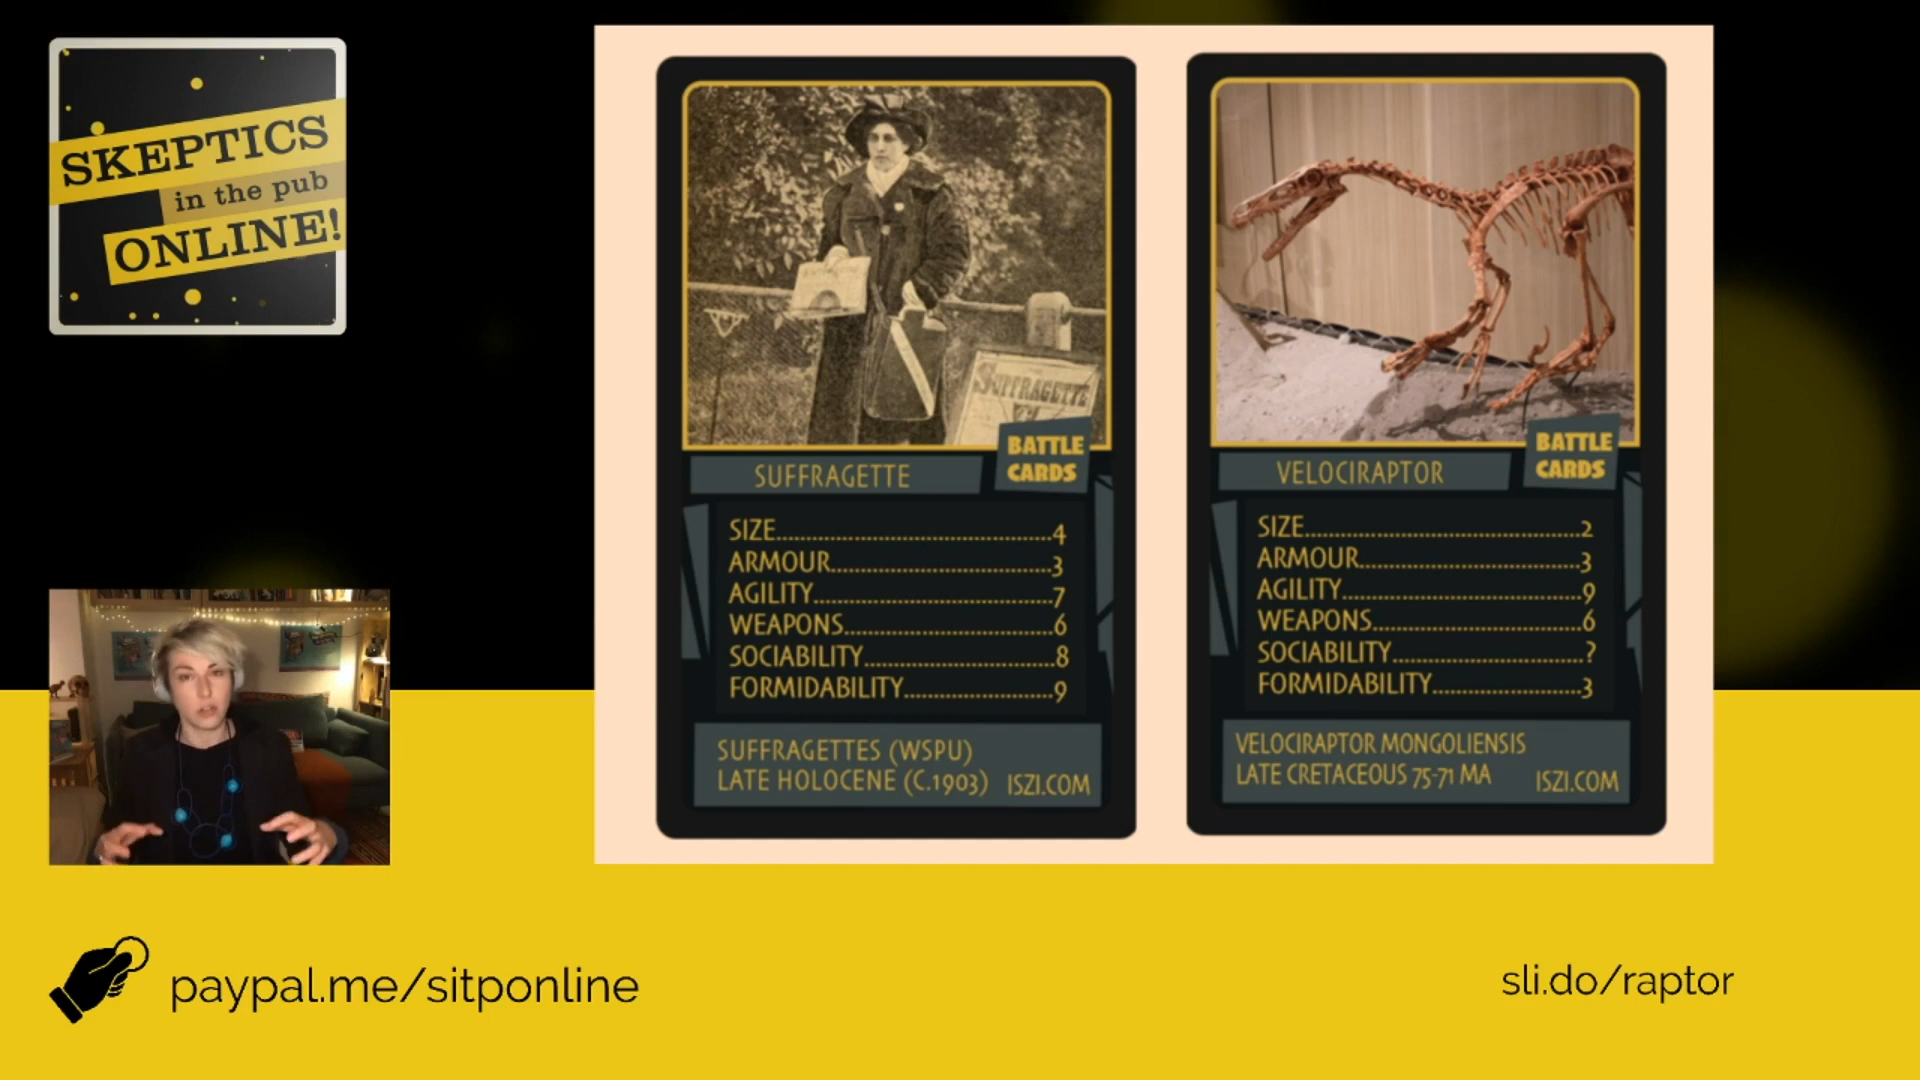 SKEPTICS
in the pub
ONLINE!
SUFFRAGETTE
SUFFRAGETTE
BATTLE
CARDS
SIZE....................4
ARMOUR....................3
AGILITY....................7
WEAPONS....................6
SOCIABILITY....................8
FORMIDABILITY....................9
SUFFRAGETTES (WSPU)
LATE HOLOCENE (C.1903) ISZI.COM
VELOCIRAPTOR
BATTLE
CARDS
SIZE....................2
ARMOUR....................3
AGILITY....................9
WEAPONS....................6
SOCIABILITY....................?
FORMIDABILITY....................3
VELOCIRAPTOR MONGOLIENSIS
LATE CRETACEOUS 75-71 MA ISZI.COM
paypal.me/sitponline
sli.do/raptor